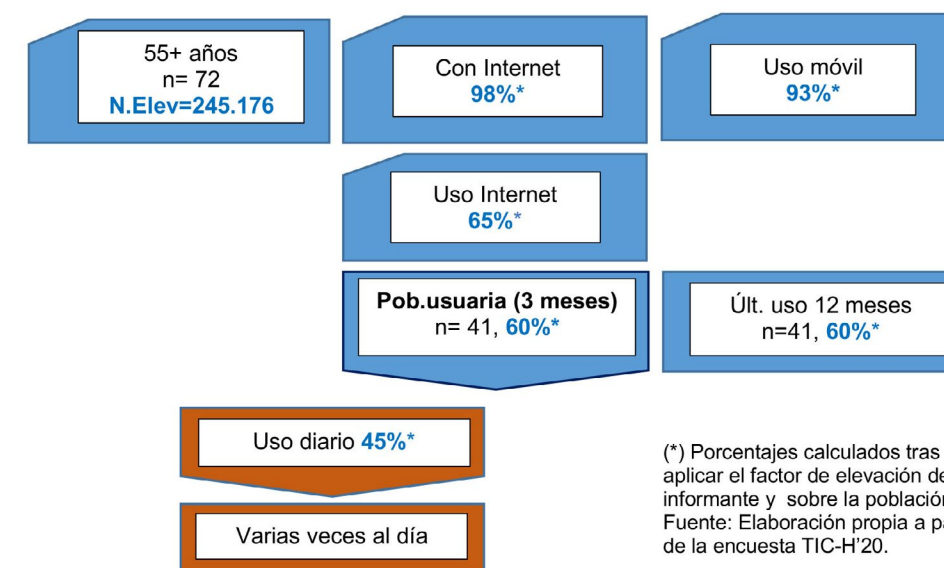 55+ años
n= 72
N.Elev=245.176
Con Internet
98%*
Uso móvil
93%*
Uso Internet
65%*
Pob.usuaria (3 meses)
n= 41, 60%*
Últ. uso 12 meses
n=41, 60%*
Uso diario 45%*
Varias veces al día
(*) Porcentajes calculados tras
aplicar el factor de elevación de
informante y sobre la población
Fuente: Elaboración propia a pa
de la encuesta TIC-H'20.